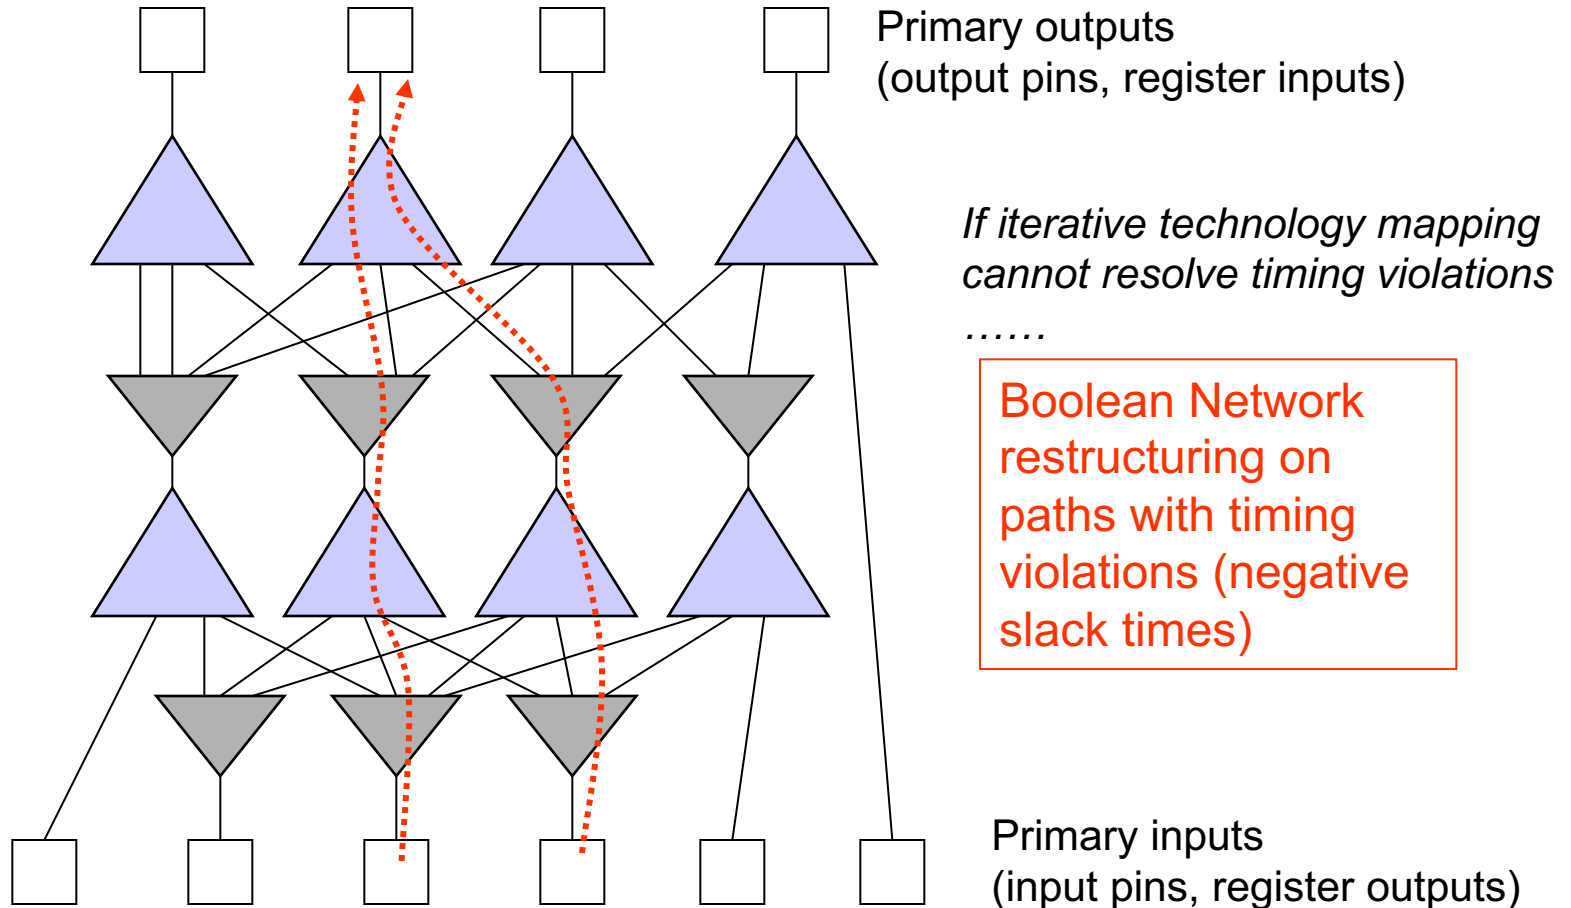 Primary outputs
(output pins, register inputs)
If iterative technology mapping
cannot resolve timing violations
……
Boolean Network
restructuring on
paths with timing
violations (negative
slack times)
Primary inputs
(input pins, register outputs)